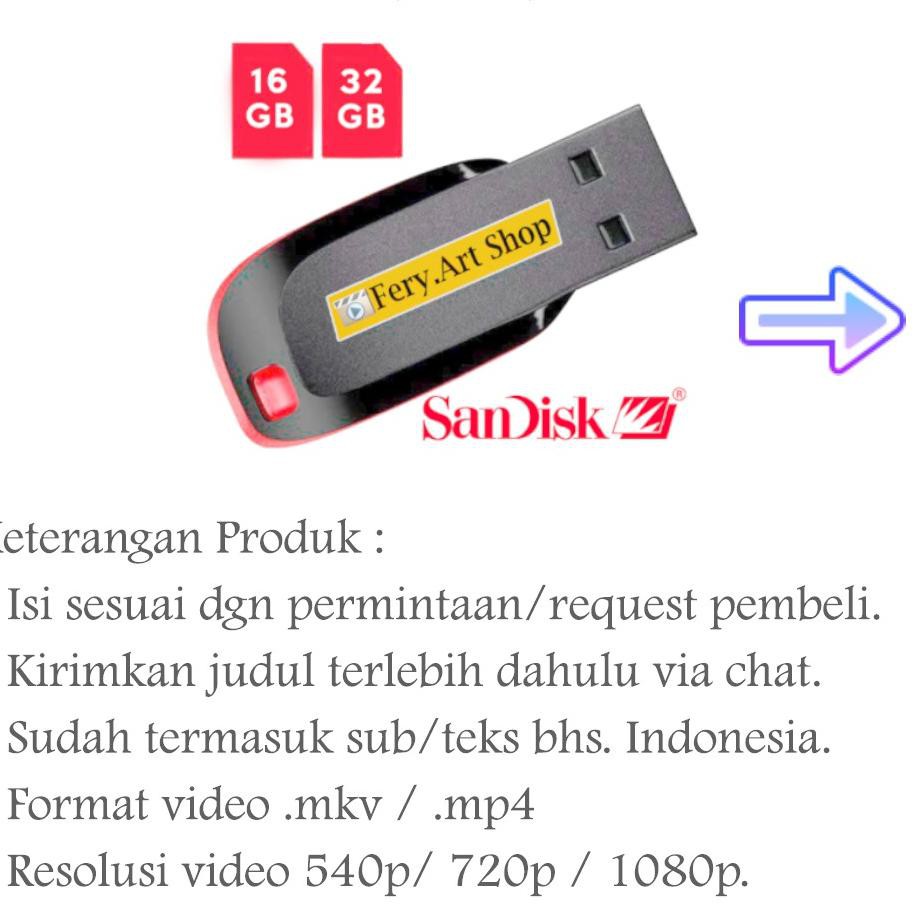 16 GB
32 GB
Fery.Art Shop
SanDisk®
eterangan Produk :
Isi sesuai dgn permintaan/request pembeli.
Kirimkan judul terlebih dahulu via chat.
Sudah termasuk sub/teks bhs. Indonesia.
Format video .mkv / .mp4
Resolusi video 540p/ 720p / 1080p.